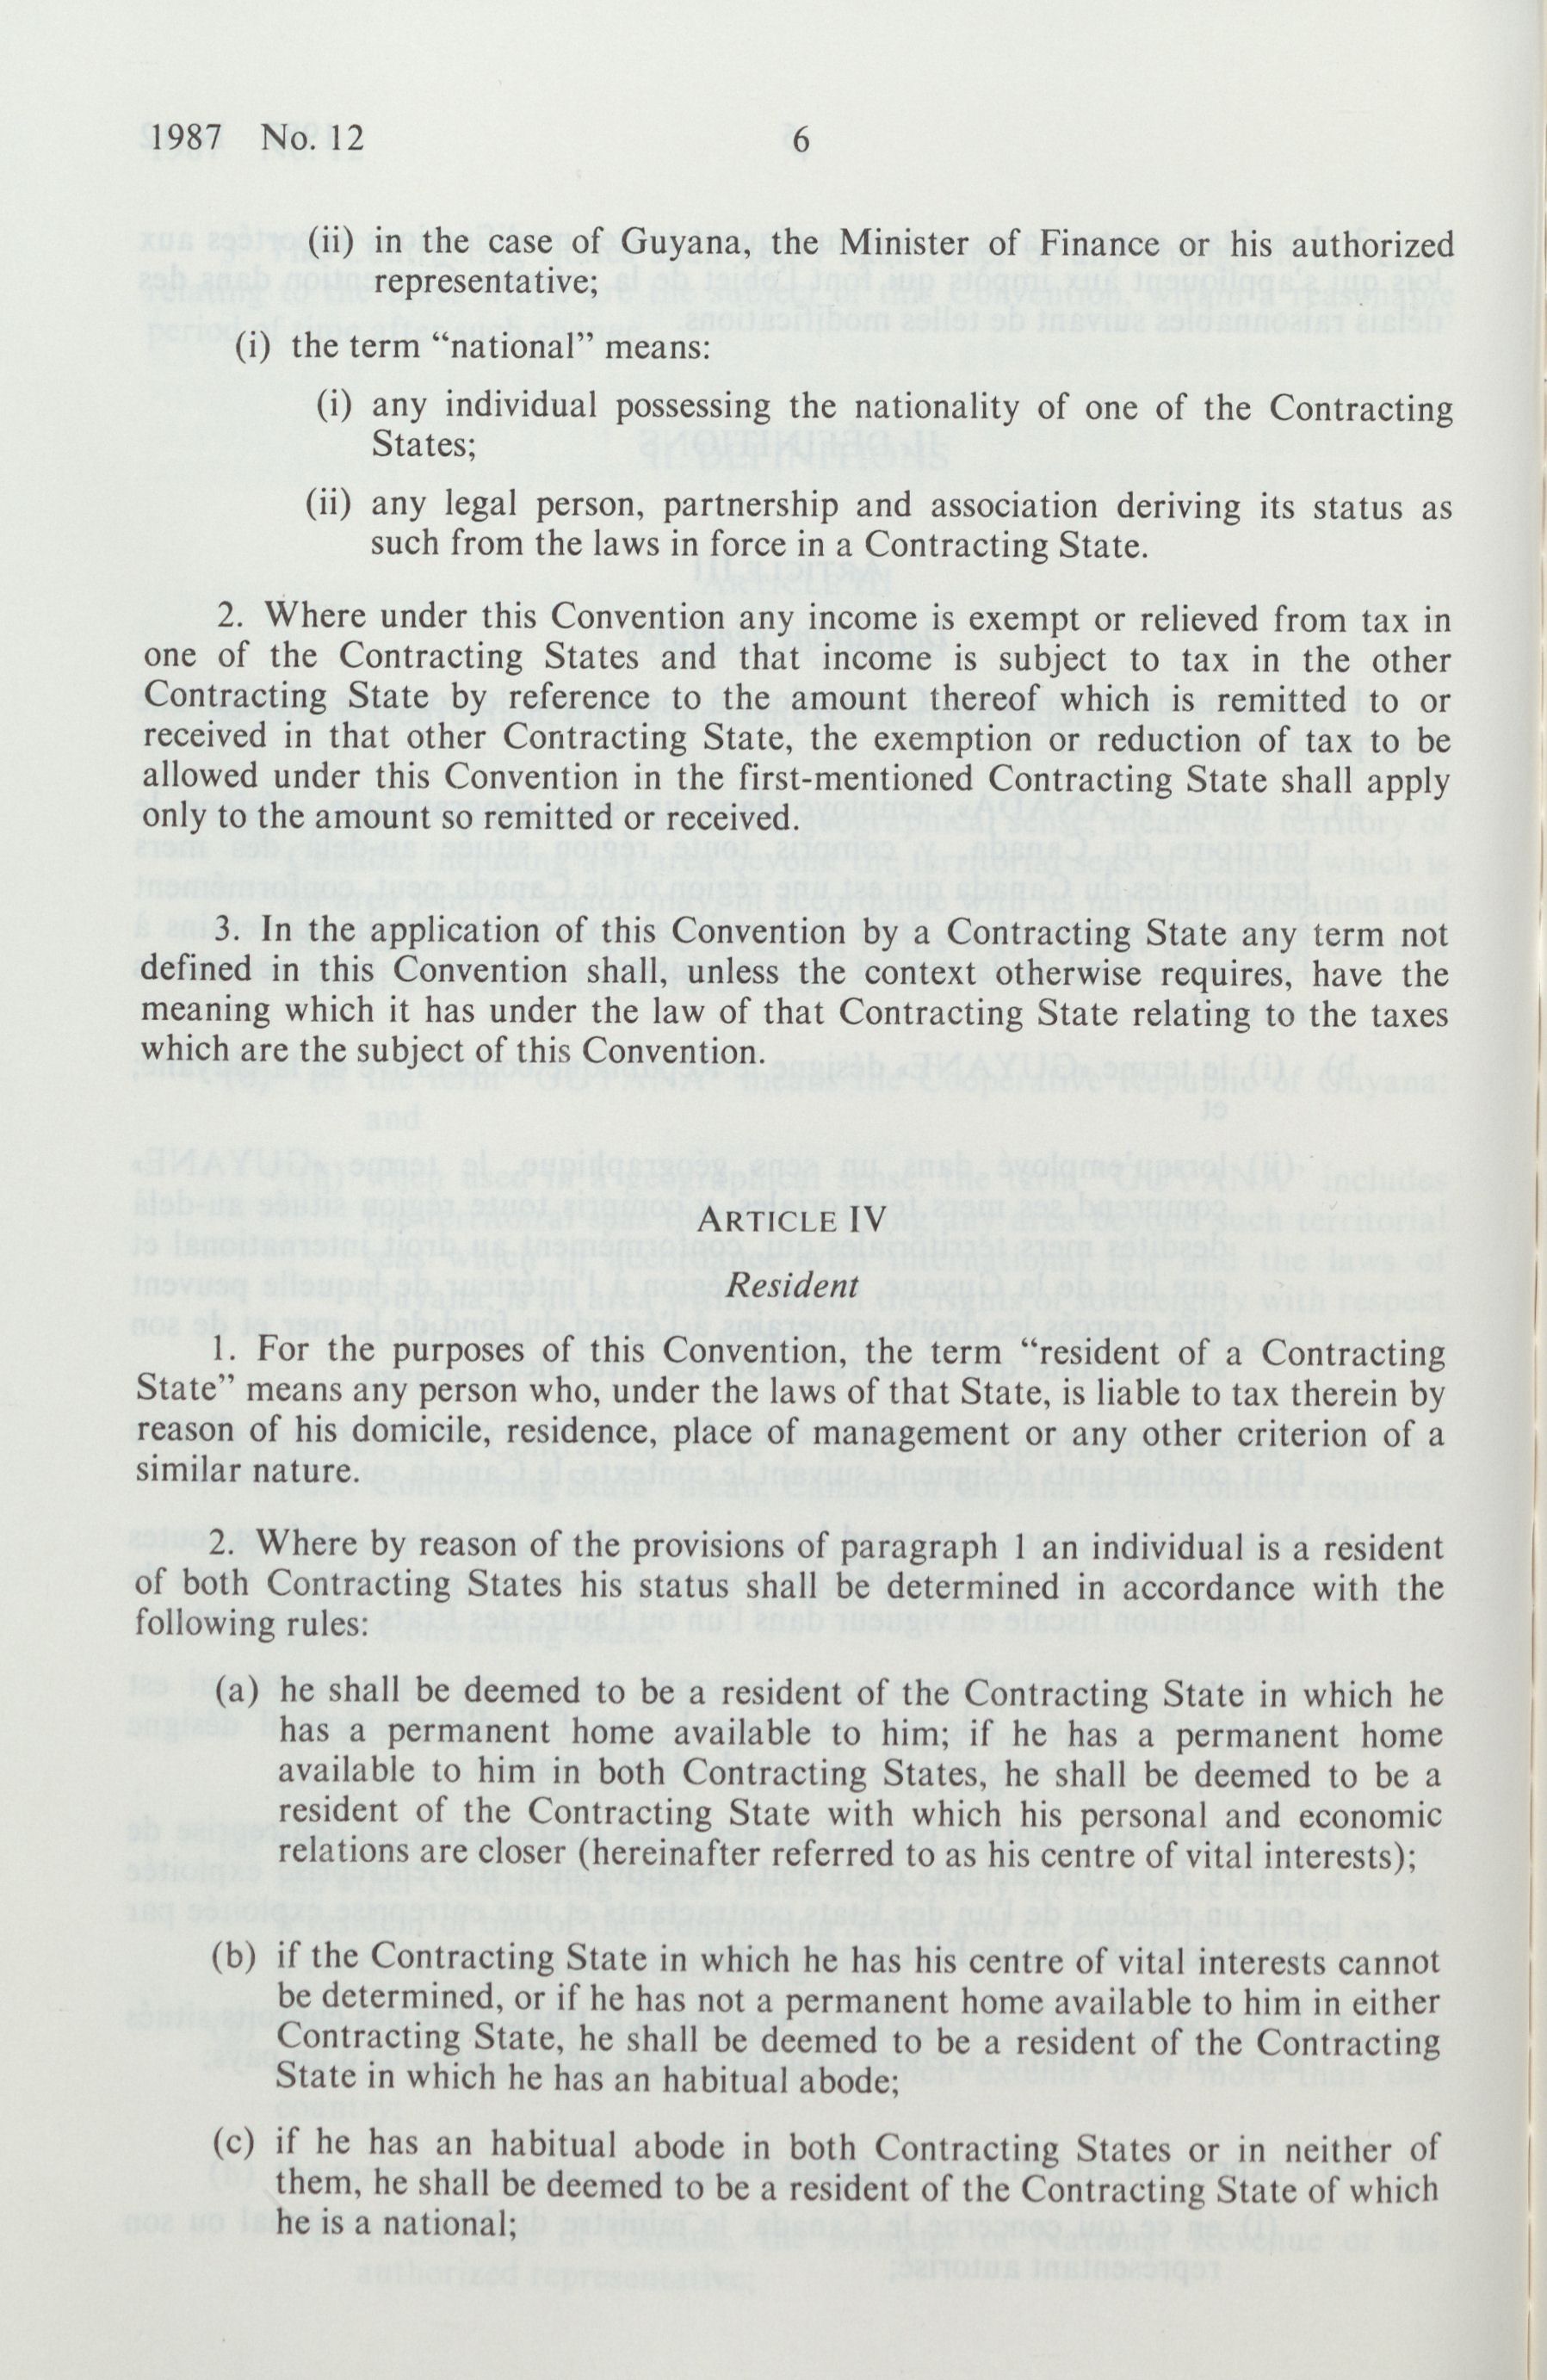 1987 No. 12
6
(ii) in the case of Guyana, the Minister of Finance or his authorized
representative;
(i) the term “national” means:
(i) any individual possessing the nationality of one of the Contracting
States;
(ii) any legal person, partnership and association deriving its status as
such from the laws in force in a Contracting State.
2. Where under this Convention any income is exempt or relieved from tax in
one of the Contracting States and that income is subject to tax in the other
Contracting State by reference to the amount thereof which is remitted to or
received in that other Contracting State, the exemption or reduction of tax to be
allowed under this Convention in the first-mentioned Contracting State shall apply
only to the amount so remitted or received.
3. In the application of this Convention by a Contracting State any term not
defined in this Convention shall, unless the context otherwise requires, have the
meaning which it has under the law of that Contracting State relating to the taxes
which are the subject of this Convention.
ARTICLE IV
Resident
1. For the purposes of this Convention, the term “resident of a Contracting
State” means any person who, under the laws of that State, is liable to tax therein by
reason of his domicile, residence, place of management or any other criterion of a
similar nature.
2. Where by reason of the provisions of paragraph 1 an individual is a resident
of both Contracting States his status shall be determined in accordance with the
following rules:
(a) he shall be deemed to be a resident of the Contracting State in which he
has a permanent home available to him; if he has a permanent home
available to him in both Contracting States, he shall be deemed to be a
resident of the Contracting State with which his personal and economic
relations are closer (hereinafter referred to as his centre of vital interests);
(b) if the Contracting State in which he has his centre of vital interests cannot
be determined, or if he has not a permanent home available to him in either
Contracting State, he shall be deemed to be a resident of the Contracting
State in which he has an habitual abode;
(c) if he has an habitual abode in both Contracting States or in neither of
them, he shall be deemed to be a resident of the Contracting State of which
he is a national;